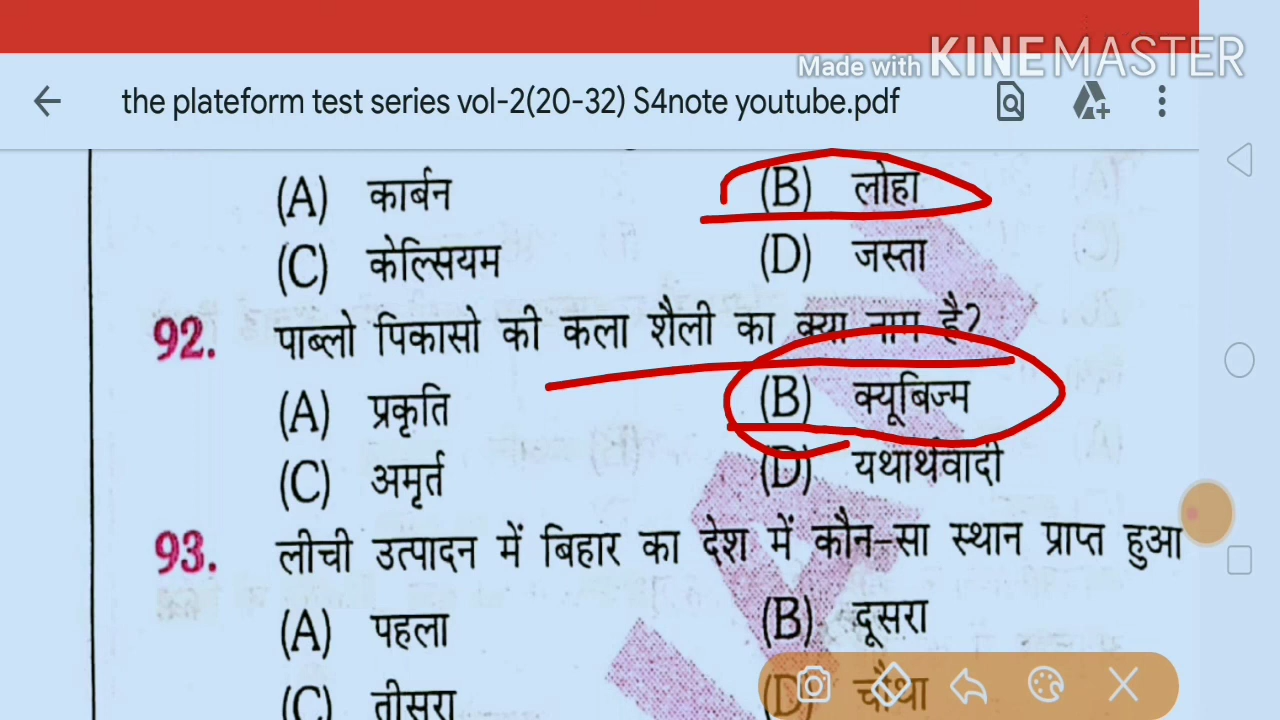 Made with KINEMASTER
the plateform test series vol-2(20-32) S4note youtube.pdf
(A) कार्बन (B) लोहा
(C) केल्सियम (D) जस्ता
92. पाब्लो पिकासो की कला शैली का क्या नाम है?
(A) प्रकृति (B) क्यूबिज्म
(C) अमृर्त (D) यथार्थवादी
93. लीची उत्पादन में बिहार का देश में कौन-सा स्थान प्राप्त हुआ
(A) पहला (B) दूसरा
(C) तीसरा (D) चौथा